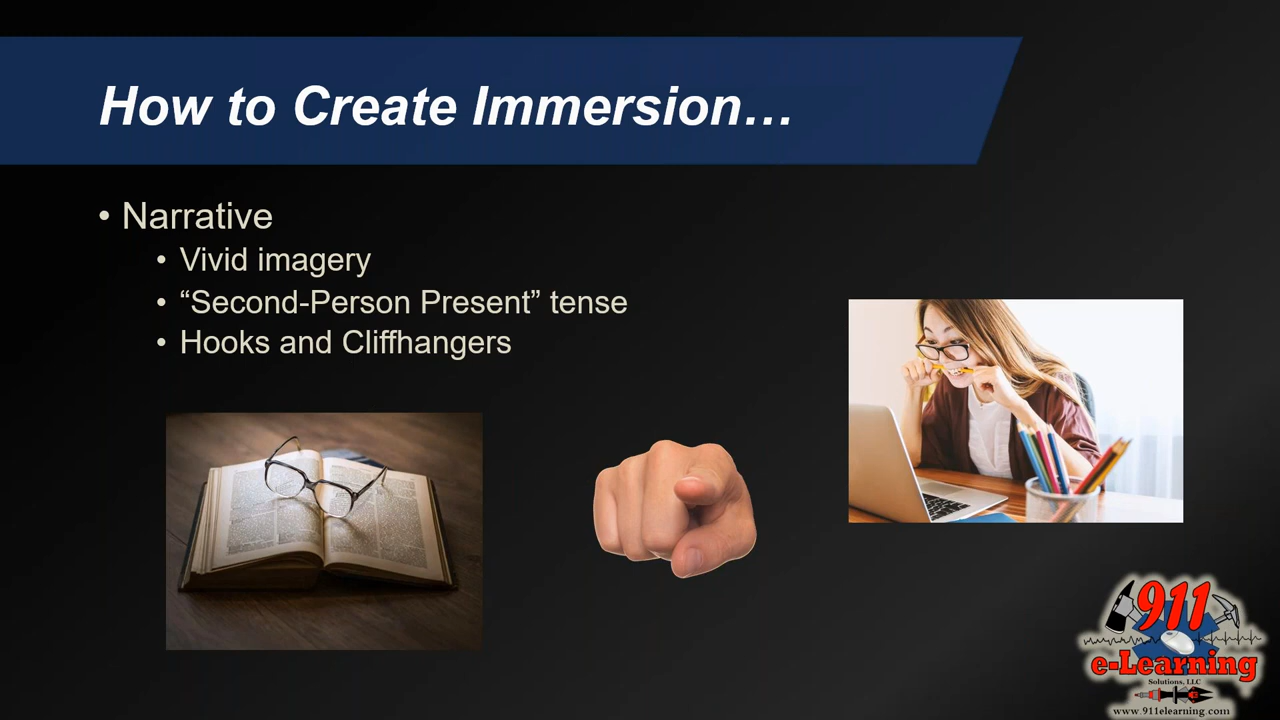 How to Create Immersion…
• Narrative
• Vivid imagery
• “Second-Person Present” tense
• Hooks and Cliffhangers
911
e-Learning
Solutions, LLC
www.911elearning.com